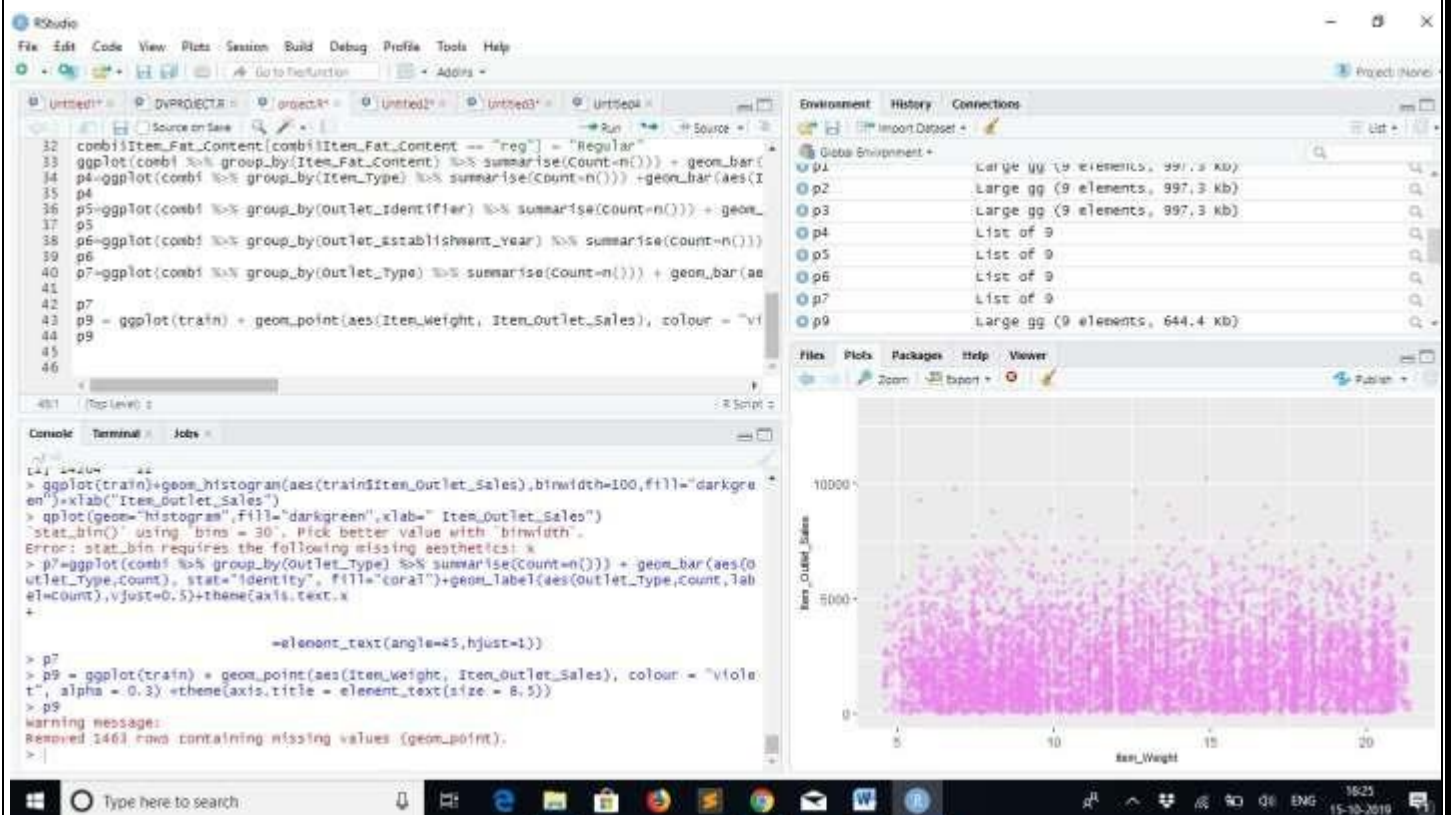 RStudio
File Edit Code View Plots Session Build Debug Profile Tools Help
Go to file/function Addins
Project: (None)
Untitled1* DVPROJECT.R project.R* Untitled2* Untitled3* Untitled4
Source on Save Run Source
32 combi$Item_Fat_Content[combi$Item_Fat_Content == "reg"] = "Regular"
33 ggplot(combi %>% group_by(Item_Fat_Content) %>% summarise(Count=n())) + geom_bar(
34 p4=ggplot(combi %>% group_by(Item_Type) %>% summarise(Count=n())) +geom_bar(aes(I
35 p4
36 p5=ggplot(combi %>% group_by(Outlet_Identifier) %>% summarise(Count=n())) + geom_
37 p5
38 p6=ggplot(combi %>% group_by(Outlet_Establishment_Year) %>% summarise(Count=n()))
39 p6
40 p7=ggplot(combi %>% group_by(Outlet_Type) %>% summarise(Count=n())) + geom_bar(ae
41
42 p7
43 p9 = ggplot(train) + geom_point(aes(Item_Weight, Item_Outlet_Sales), colour = "vi
44 p9
45
46
(Top Level) R Script
Console Terminal Jobs
[1] 14204
> ggplot(train)+geom_histogram(aes(train$Item_Outlet_Sales),binwidth=100,fill="darkgre
en")+xlab("Item_Outlet_Sales")
> qplot(geom="histogram",fill="darkgreen",xlab=" Item_Outlet_Sales")
`stat_bin()` using `bins = 30`. Pick better value with `binwidth`.
Error: stat_bin requires the following missing aesthetics: x
> p7=ggplot(combi %>% group_by(Outlet_Type) %>% summarise(Count=n())) + geom_bar(aes(O
utlet_Type,Count), stat="identity", fill="coral")+geom_label(aes(Outlet_Type,Count,lab
el=Count),vjust=0.5)+theme(axis.text.x
+
=element_text(angle=45,hjust=1))
> p7
> p9 = ggplot(train) + geom_point(aes(Item_Weight, Item_Outlet_Sales), colour = "viole
t", alpha = 0.3) +theme(axis.title = element_text(size = 8.5))
> p9
Warning message:
Removed 1463 rows containing missing values (geom_point).
>
Environment History Connections
Import Dataset List
Global Environment
p1 Large gg (9 elements, 997.3 Kb)
p2 Large gg (9 elements, 997.3 Kb)
p3 Large gg (9 elements, 997.3 Kb)
p4 List of 9
p5 List of 9
p6 List of 9
p7 List of 9
p9 Large gg (9 elements, 644.4 Kb)
Files Plots Packages Help Viewer
Zoom Export Publish
10000
5000
0
Item_Outlet_Sales
5 10 15 20
Item_Weight
Type here to search
ENG
16:25
15-10-2019